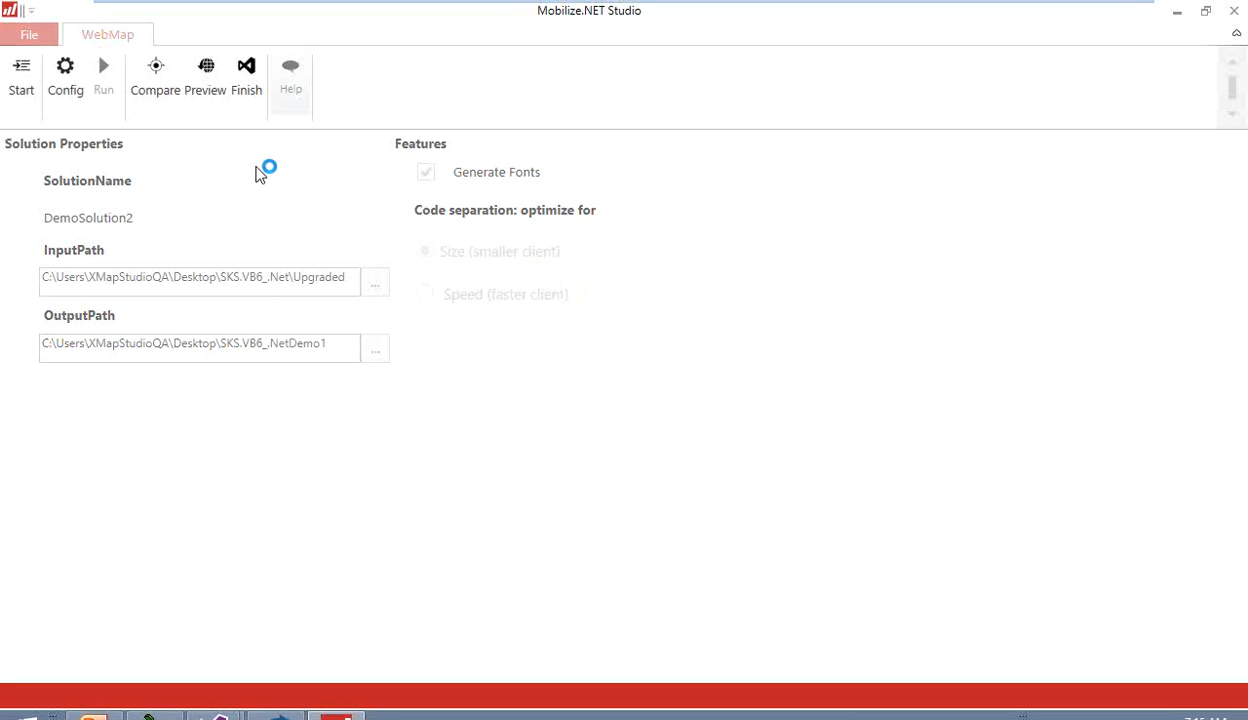 Mobilize.NET Studio
File
WebMap
Start
Config
Run
Compare
Preview
Finish
Help
Solution Properties
SolutionName
DemoSolution2
InputPath
C:\Users\XMapStudioQA\Desktop\SKS.VB6_.Net\Upgraded
...
OutputPath
C:\Users\XMapStudioQA\Desktop\SKS.VB6_.NetDemo1
...
Features
Generate Fonts
Code separation: optimize for
Size (smaller client)
Speed (faster client)